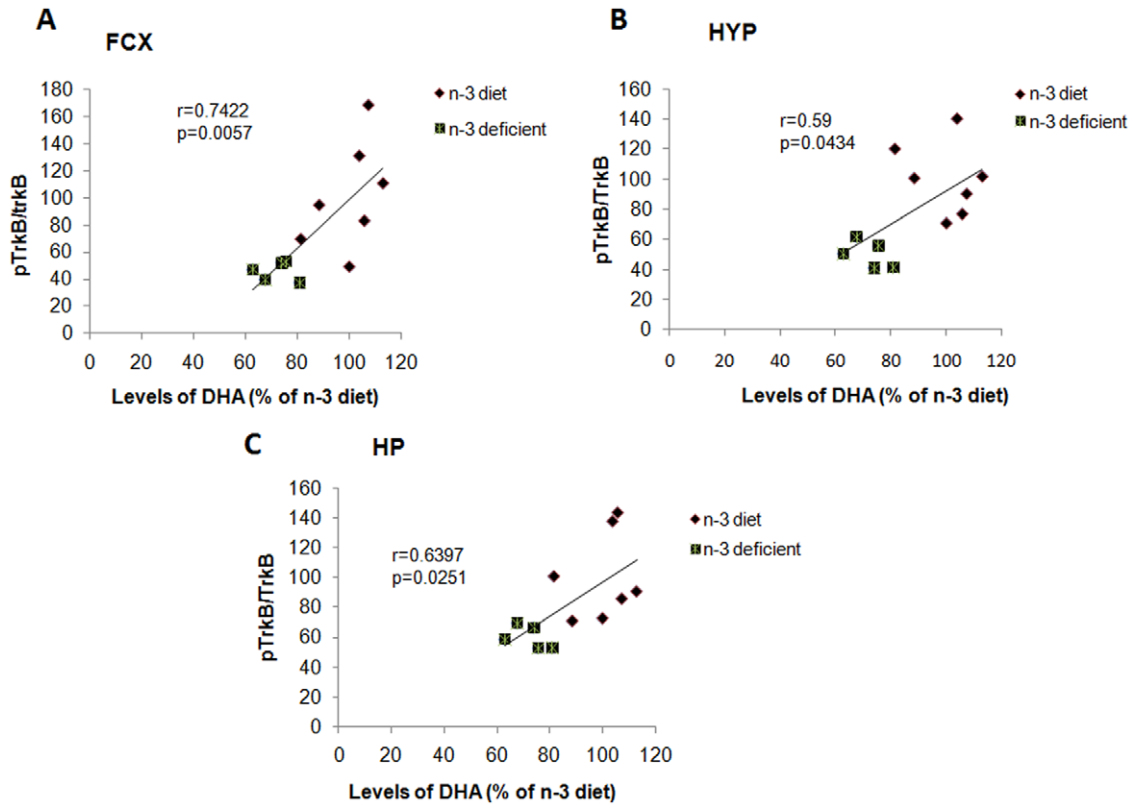 A
FCX
pTrkB/trkB
180
160
140
120
100
80
60
40
20
0
r=0.7422
p=0.0057
n-3 diet
n-3 deficient
0 20 40 60 80 100 120
Levels of DHA (% of n-3 diet)
B
HYP
pTrkB/TrkB
160
140
120
100
80
60
40
20
0
r=0.59
p=0.0434
n-3 diet
n-3 deficient
0 20 40 60 80 100 120
Levels of DHA (% of n-3 diet)
C
HP
pTrkB/TrkB
160
140
120
100
80
60
40
20
0
r=0.6397
p=0.0251
n-3 diet
n-3 deficient
0 20 40 60 80 100 120
Levels of DHA (% of n-3 diet)